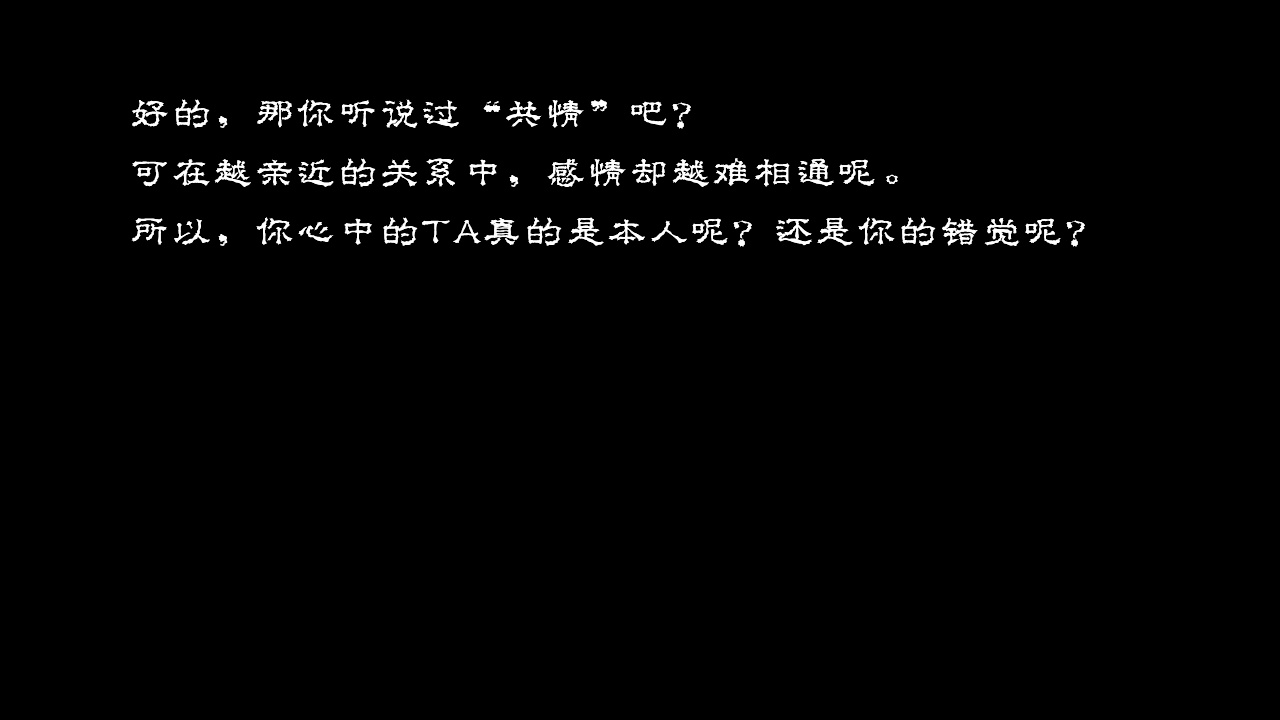 好的，那你听说过“共情”吧？
可在越亲近的关系中，感情却越难相通呢。
所以，你心中的TA真的是本人呢？还是你的错觉呢？